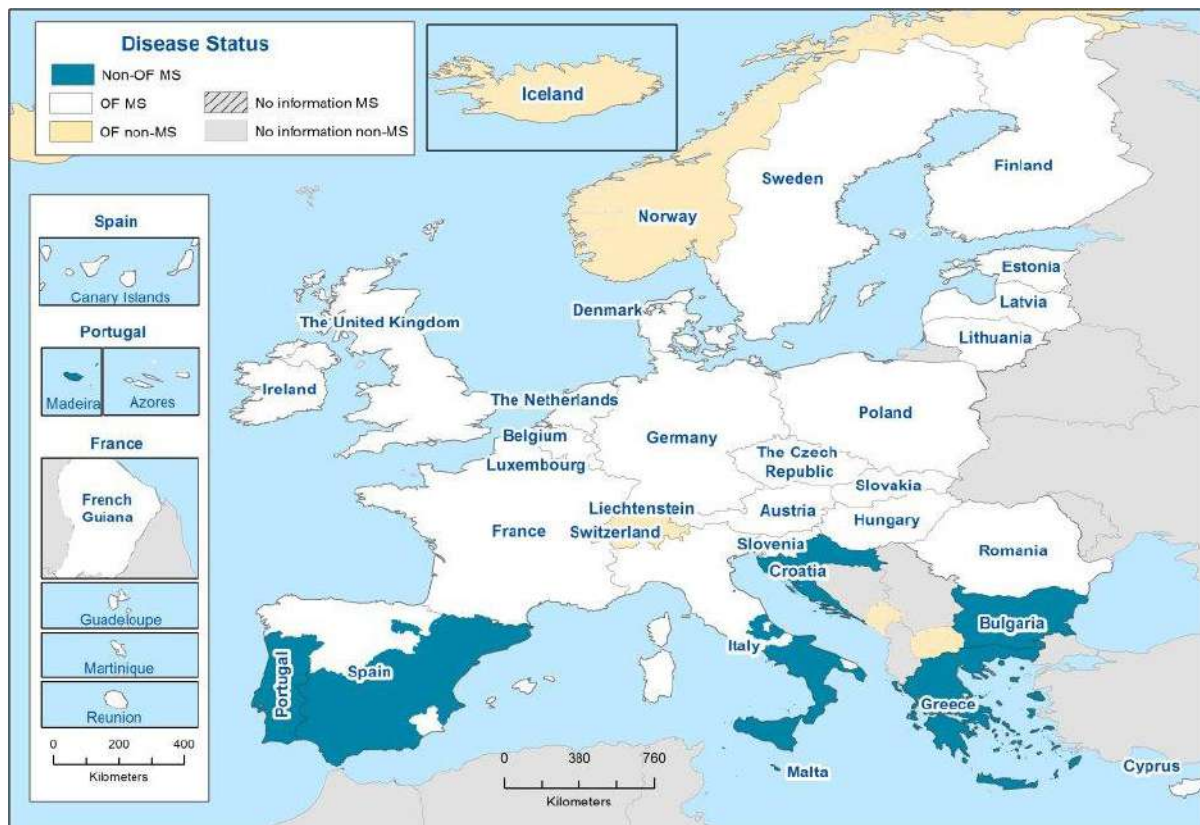 Disease Status
Non-OF MS
OF MS
OF non-MS
No information MS
No information non-MS
Iceland
Spain
Canary Islands
Portugal
Madeira
Azores
France
French
Guiana
Guadeloupe
Martinique
Reunion
0 200 400
Kilometers
Finland
Sweden
Norway
Estonia
Latvia
Lithuania
Denmark
The United Kingdom
Ireland
The Netherlands
Belgium
Luxembourg
Germany
Poland
The Czech
Republic
Slovakia
Liechtenstein
Austria
Hungary
France
Switzerland
Slovenia
Croatia
Romania
Bulgaria
Italy
Spain
Portugal
Greece
Malta
Cyprus
0 380 760
Kilometers